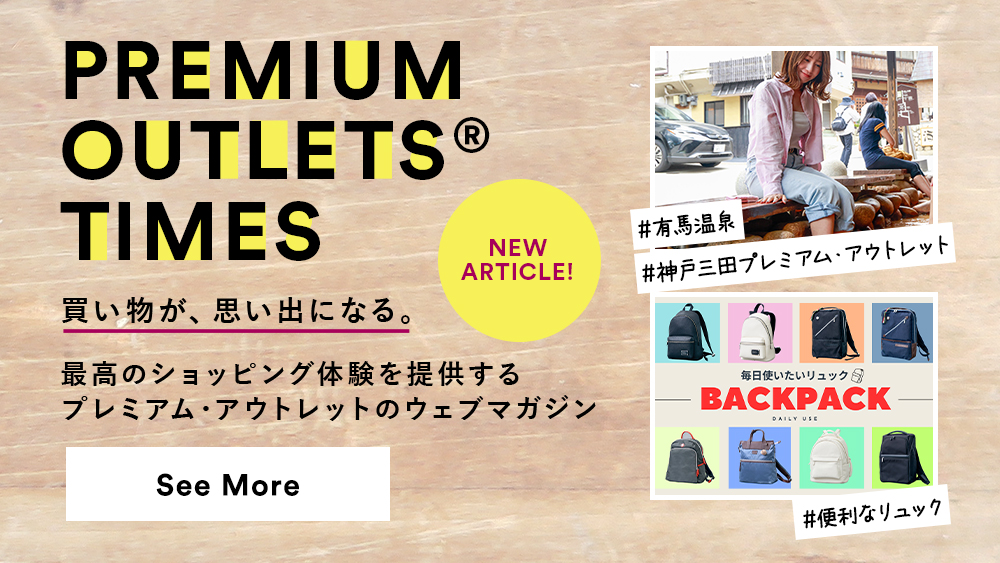 PREMIUM
OUTLETS®
TIMES
NEW
ARTICLE!
買い物が、思い出になる。
最高のショッピング体験を提供する
プレミアム・アウトレットのウェブマガジン
See More
#有馬温泉
#神戸三田プレミアム・アウトレット
毎日使いたいリュック
BACKPACK
DAILY USE
#便利なリュック